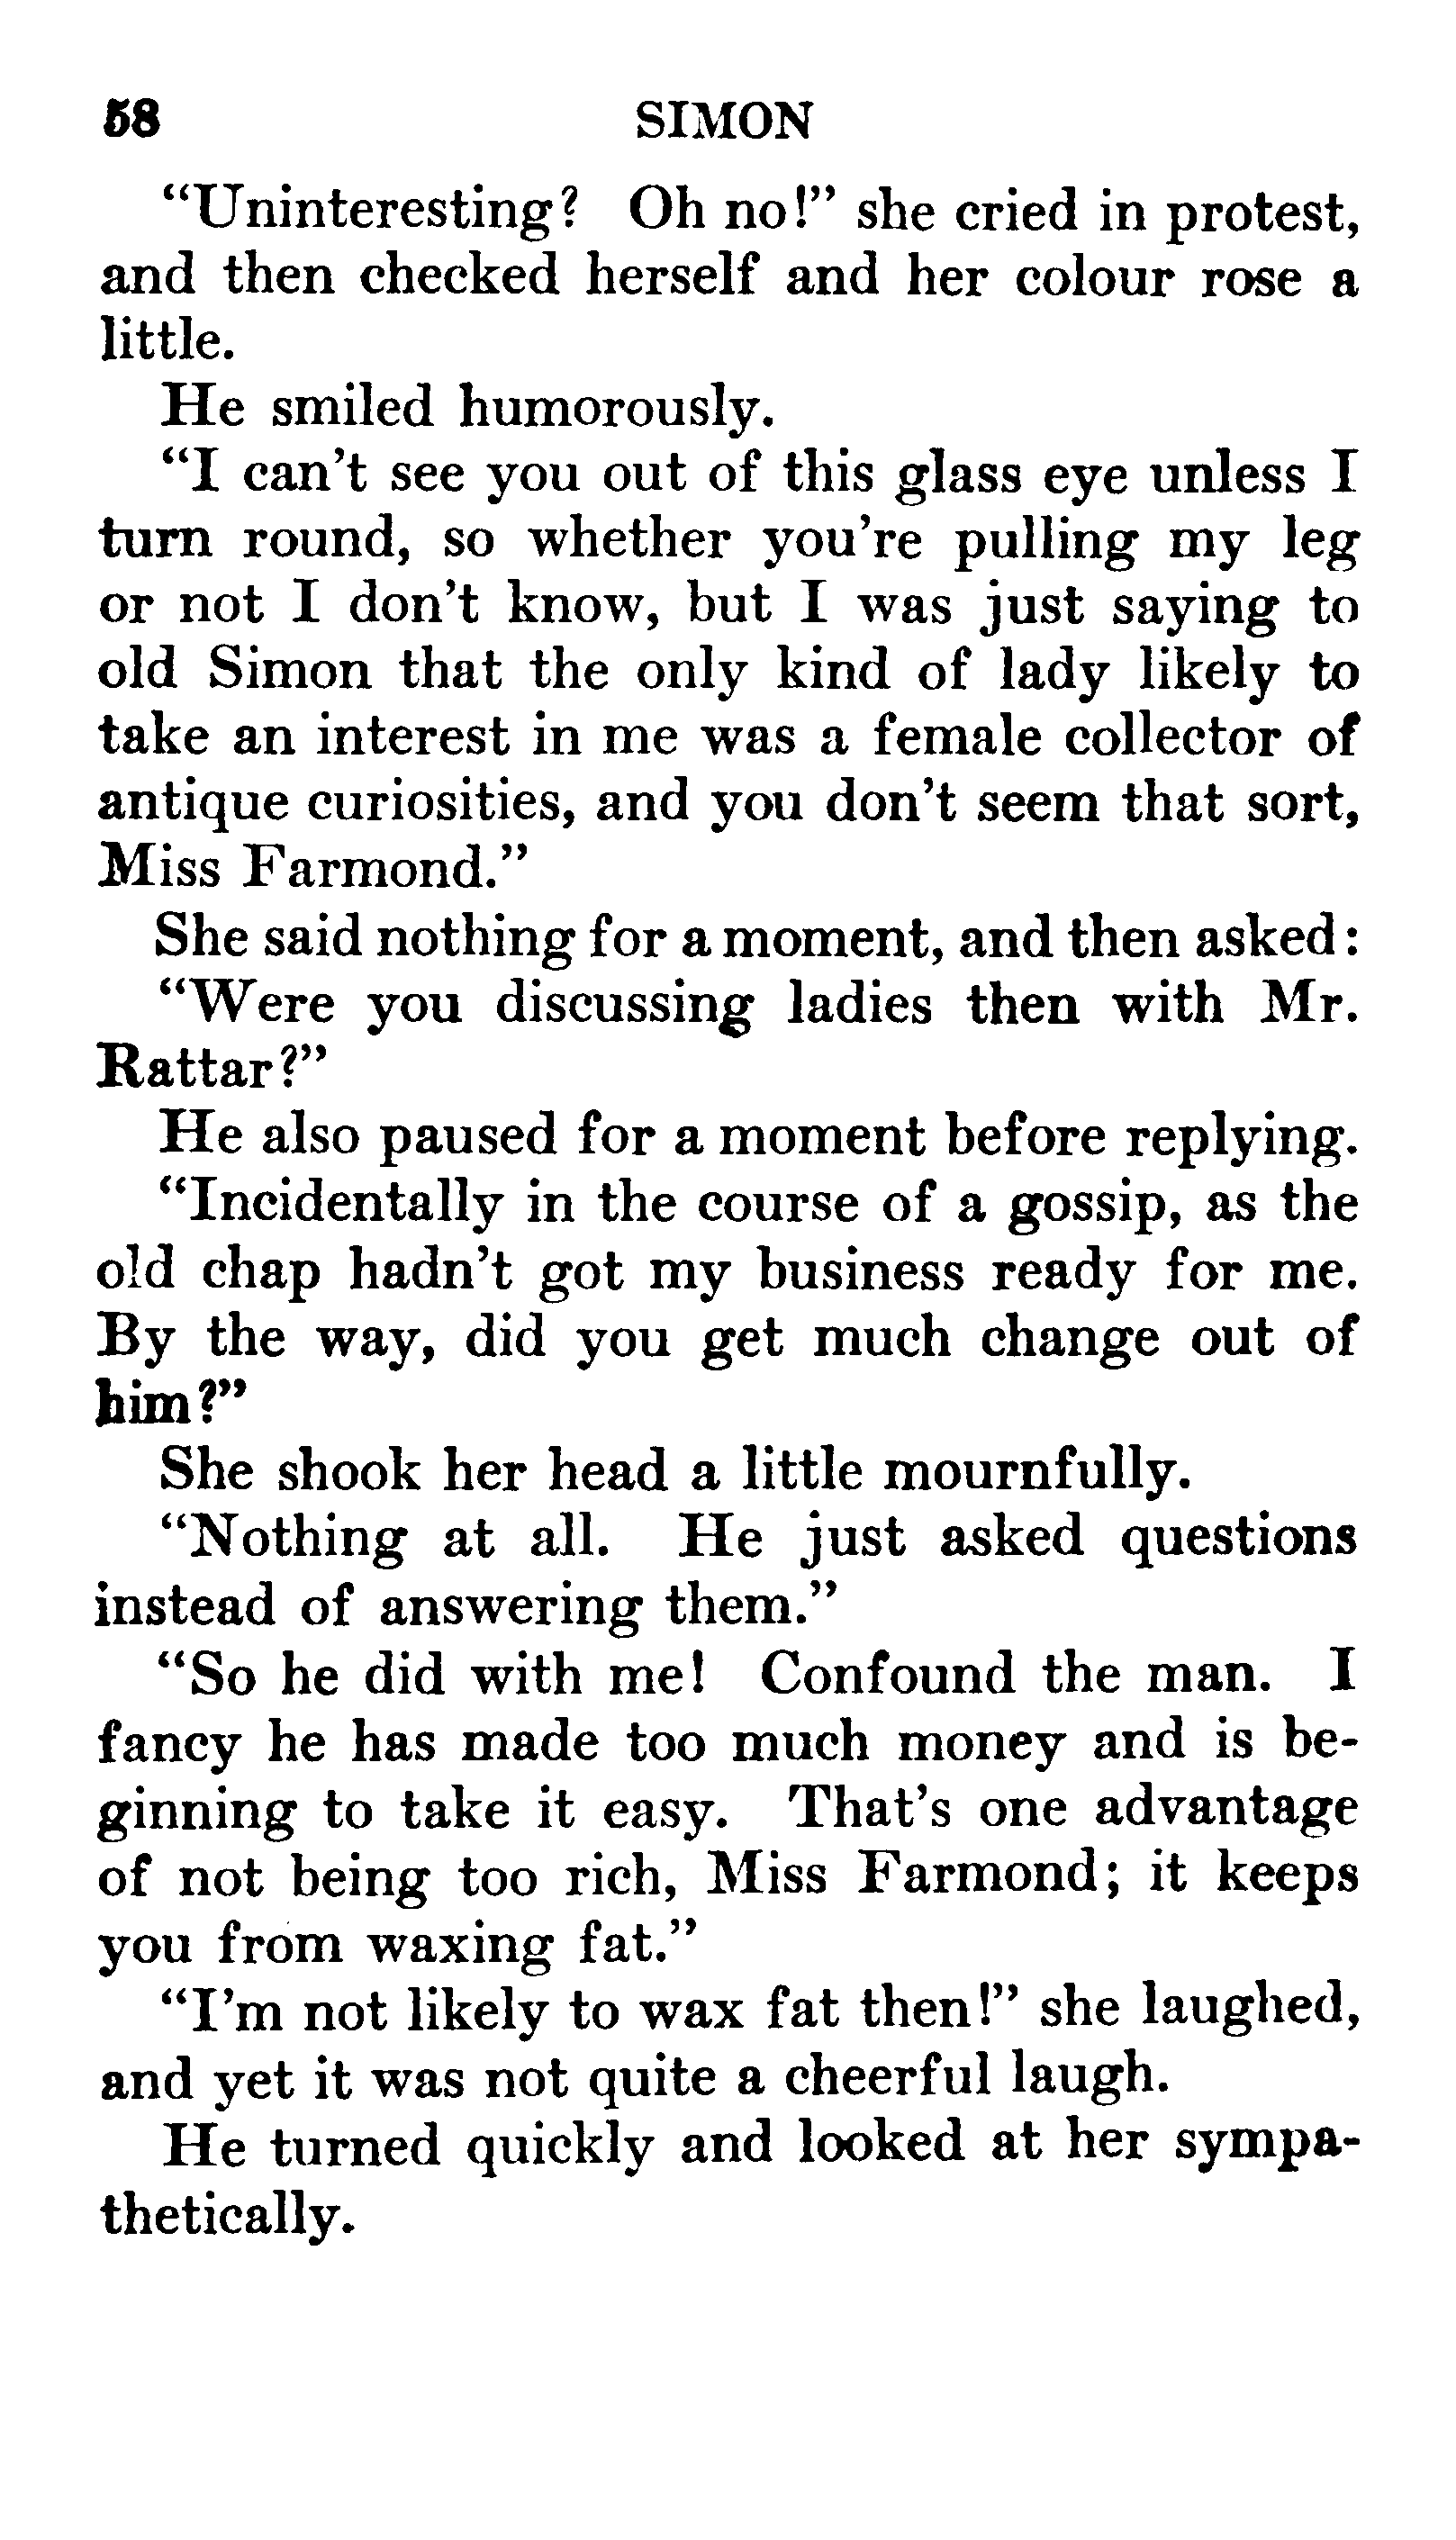 58 SIMON
“Uninteresting? Oh no!” she cried in protest,
and then checked herself and her colour rose a
little.
He smiled humorously.
“I can't see you out of this glass eye unless I
turn round, so whether you're pulling my leg
or not I don't know, but I was just saying to
old Simon that the only kind of lady likely to
take an interest in me was a female collector of
antique curiosities, and you don't seem that sort,
Miss Farmond.”
She said nothing for a moment, and then asked:
“Were you discussing ladies then with Mr.
Rattar?”
He also paused for a moment before replying.
“Incidentally in the course of a gossip, as the
old chap hadn't got my business ready for me.
By the way, did you get much change out of
him?”
She shook her head a little mournfully.
“Nothing at all. He just asked questions
instead of answering them.”
“So he did with me! Confound the man. I
fancy he has made too much money and is be-
ginning to take it easy. That's one advantage
of not being too rich, Miss Farmond; it keeps
you from waxing fat.”
“I'm not likely to wax fat then!” she laughed,
and yet it was not quite a cheerful laugh.
He turned quickly and looked at her sympa-
thetically.